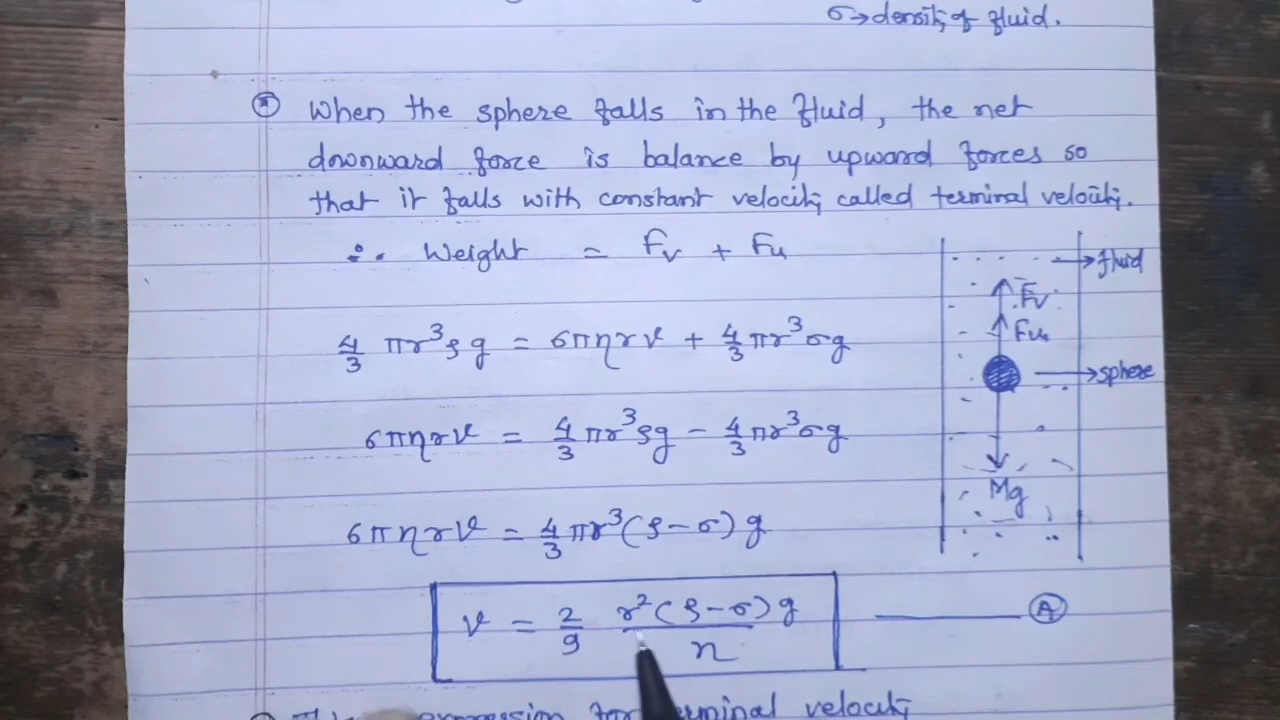 σ→density of fluid.
When the sphere falls in the fluid, the net
downward force is balance by upward forces so
that it falls with constant velocity called terminal velocity.
∴ Weight = Fv + Fu
→fluid
Fv
4/3 πr³ρg = 6πηrv + 4/3 πr³σg
Fu
→sphere
6πηrv = 4/3 πr³ρg - 4/3 πr³σg
Mg
6πηrv = 4/3 πr³(ρ-σ)g
v = 2/9 r²(ρ-σ)g/η
A
expression for terminal velocity